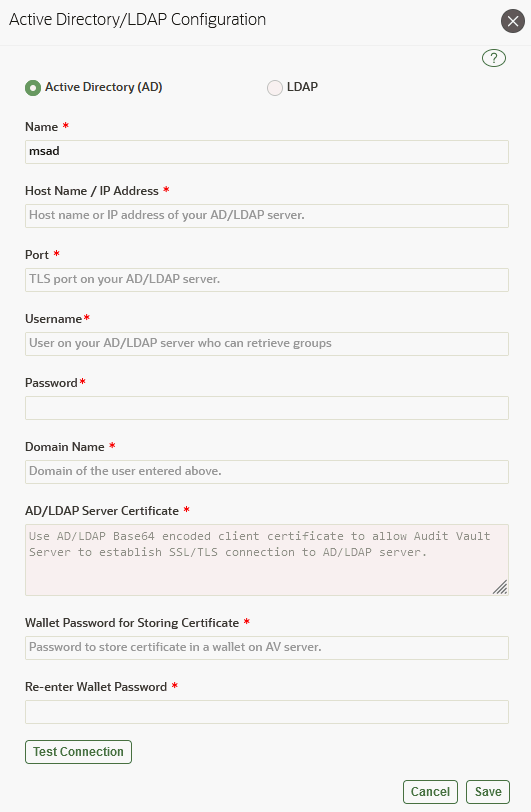 Active Directory/LDAP Configuration
?
Active Directory (AD)
LDAP
Name *
msad
Host Name / IP Address *
Host name or IP address of your AD/LDAP server.
Port *
TLS port on your AD/LDAP server.
Username*
User on your AD/LDAP server who can retrieve groups
Password*
Domain Name *
Domain of the user entered above.
AD/LDAP Server Certificate *
Use AD/LDAP Base64 encoded client certificate to allow Audit Vault
Server to establish SSL/TLS connection to AD/LDAP server.
Wallet Password for Storing Certificate *
Password to store certificate in a wallet on AV server.
Re-enter Wallet Password *
Test Connection
Cancel
Save